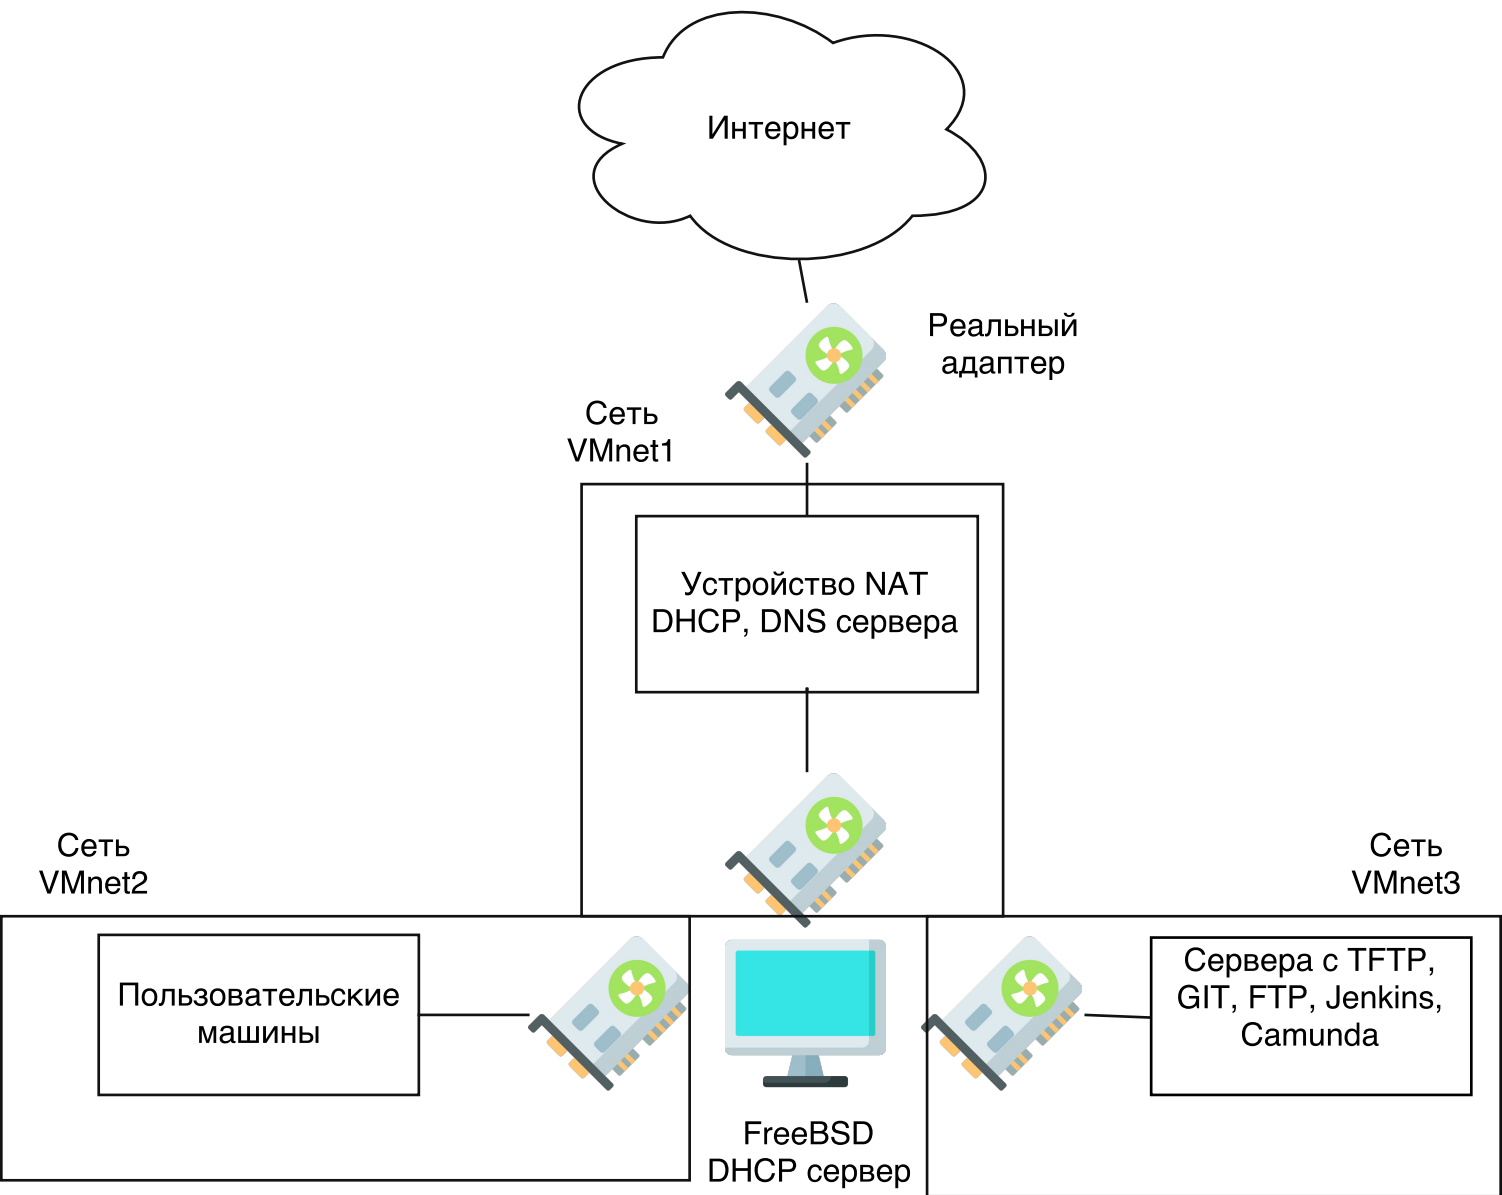 Интернет
Реальный
адаптер
Сеть
VMnet1
Устройство NAT
DHCP, DNS сервера
Сеть
VMnet2
Сеть
VMnet3
Пользовательские
машины
Сервера с TFTP,
GIT, FTP, Jenkins,
Camunda
FreeBSD
DHCP сервер